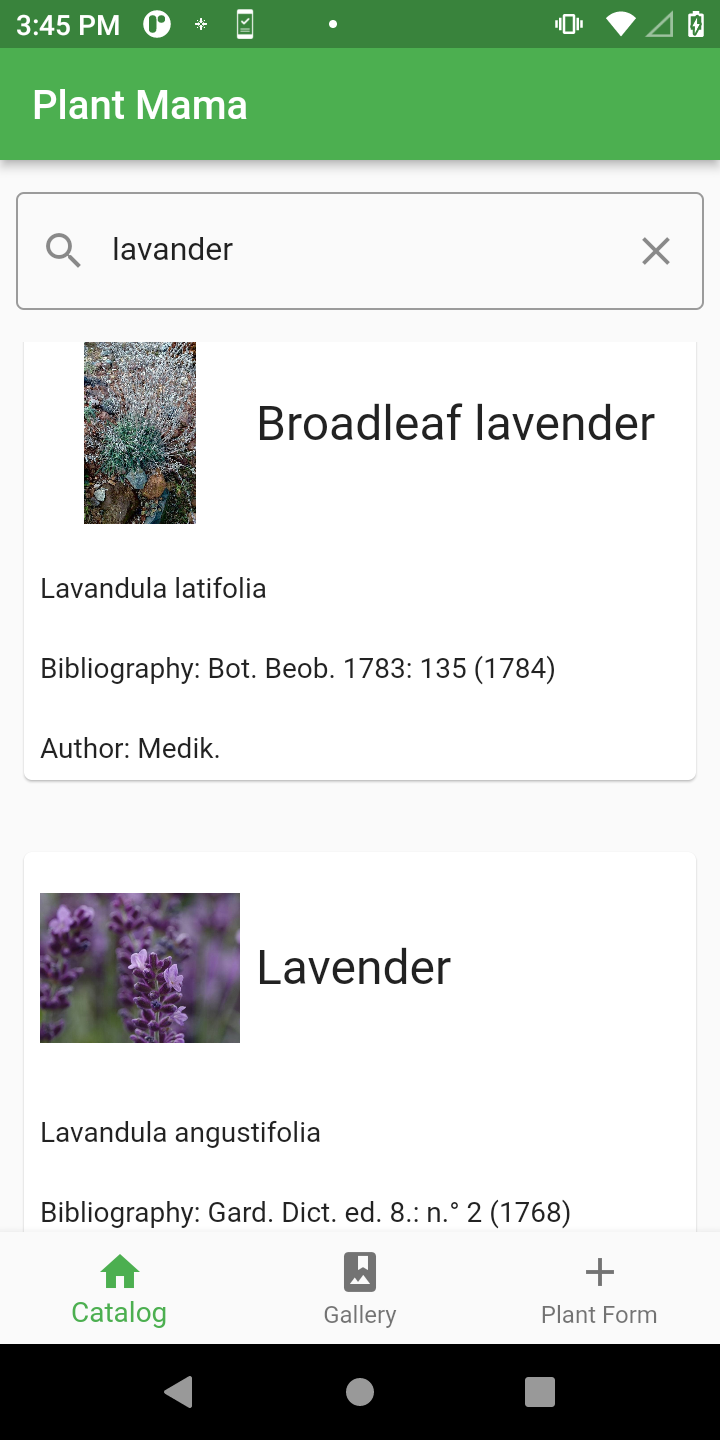 3:45 PM
Plant Mama
lavander
Broadleaf lavender
Lavandula latifolia
Bibliography: Bot. Beob. 1783: 135 (1784)
Author: Medik.
Lavender
Lavandula angustifolia
Bibliography: Gard. Dict. ed. 8.: n.° 2 (1768)
Catalog
Gallery
Plant Form